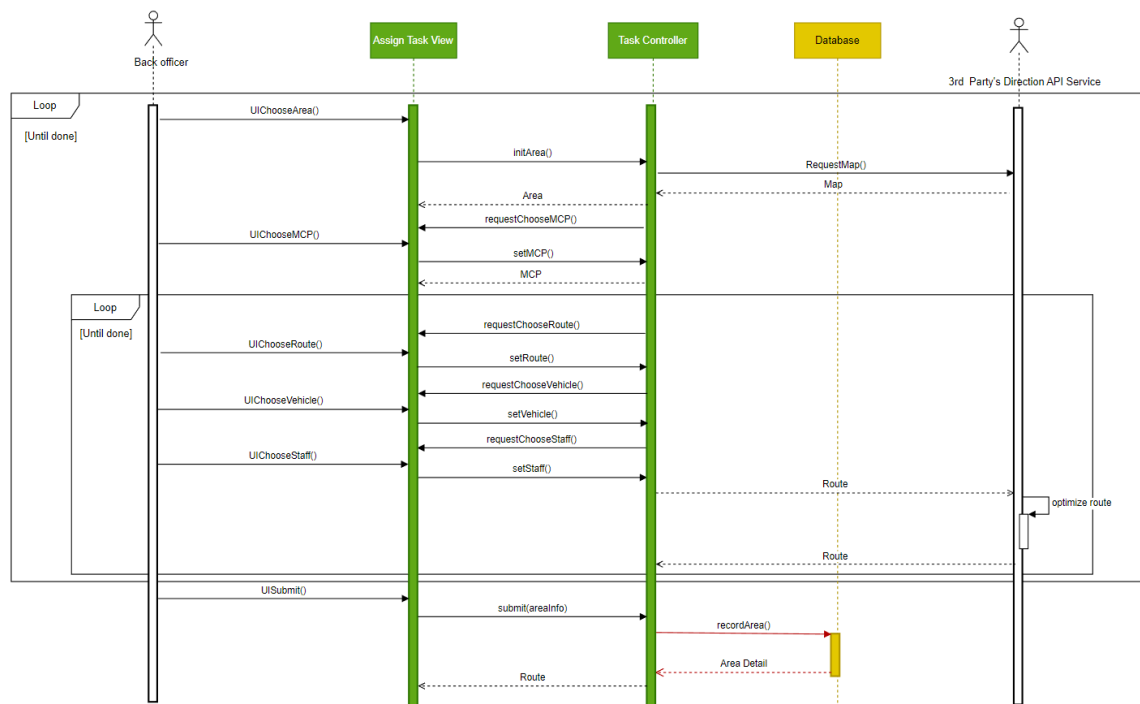 Back officer
Assign Task View
Task Controller
Database
3rd  Party's Direction API Service
Loop
[Until done]
UIChooseArea()
initArea()
RequestMap()
Map
Area
requestChooseMCP()
UIChooseMCP()
setMCP()
MCP
Loop
[Until done]
requestChooseRoute()
UIChooseRoute()
setRoute()
requestChooseVehicle()
UIChooseVehicle()
setVehicle()
requestChooseStaff()
UIChooseStaff()
setStaff()
Route
optimize route
Route
UISubmit()
submit(areaInfo)
recordArea()
Area Detail
Route